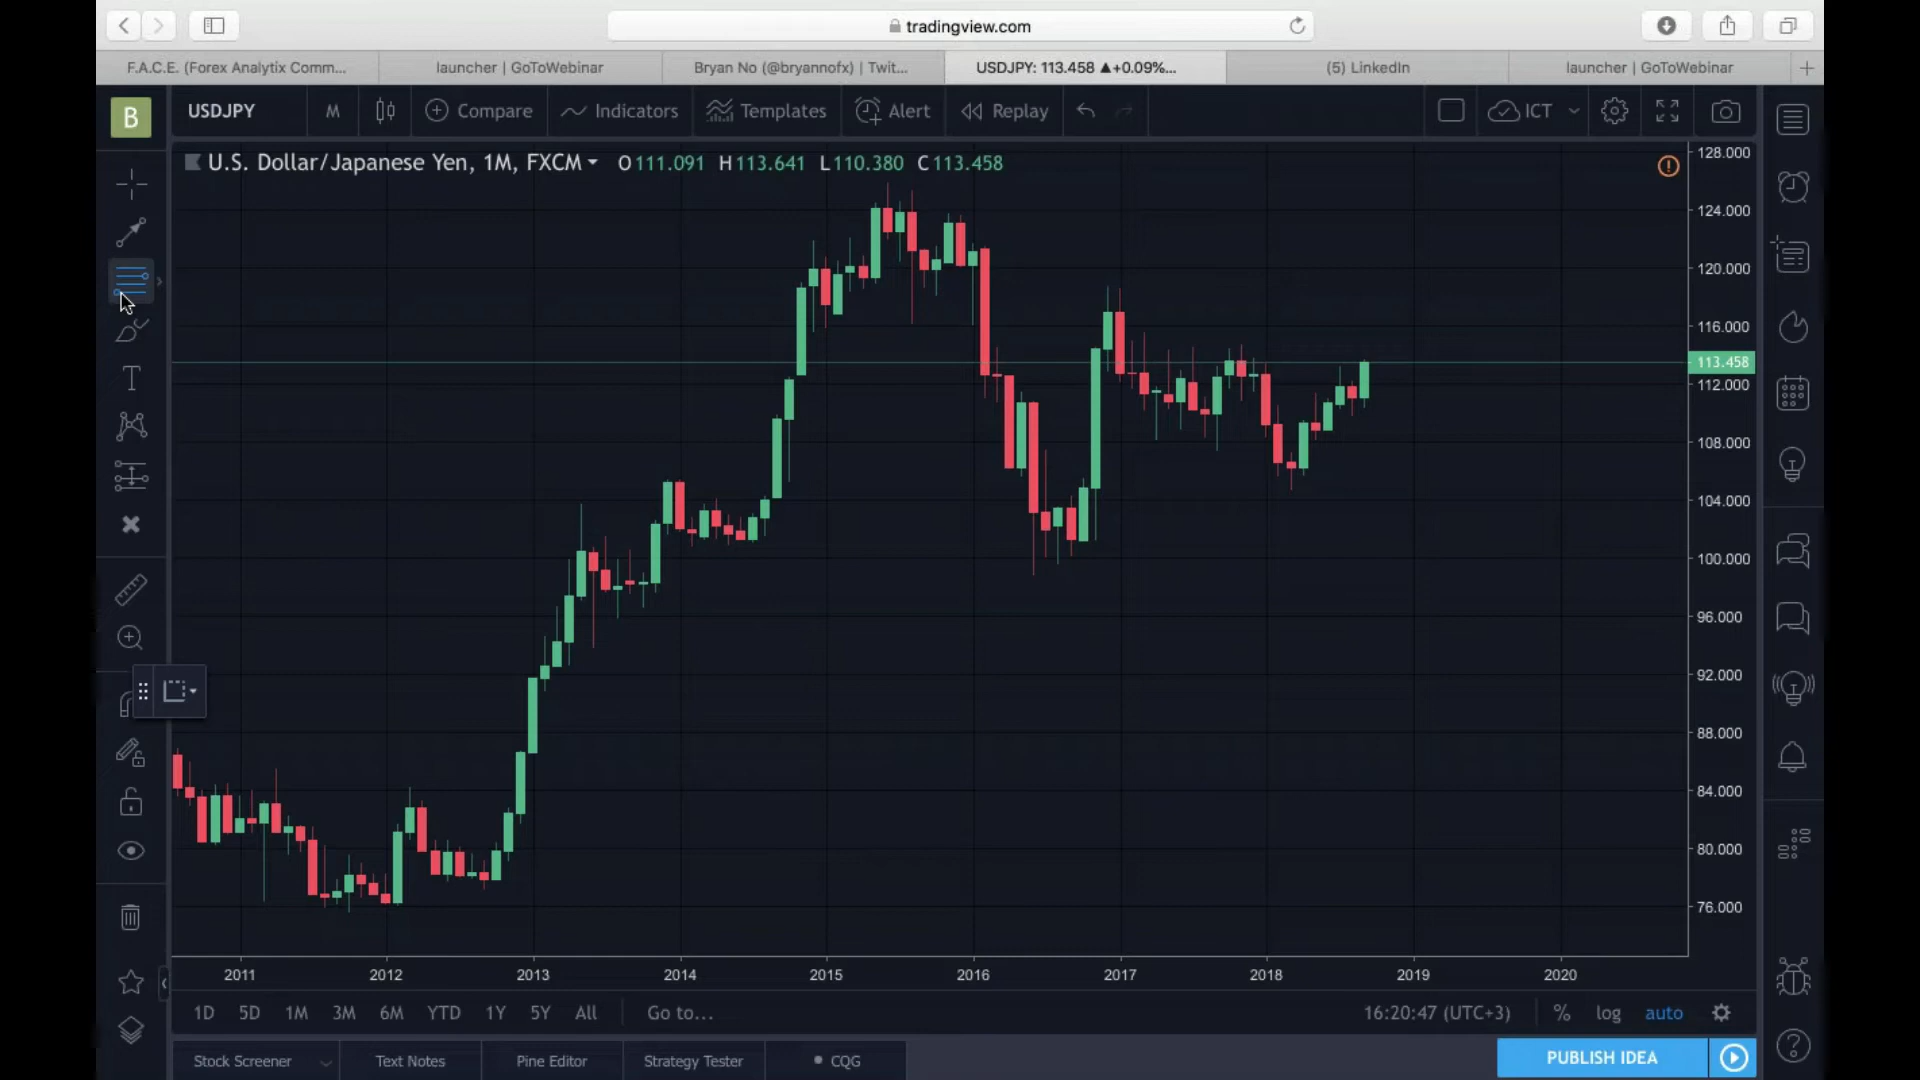 tradingview.com
F.A.C.E. (Forex Analytix Comm...
launcher | GoToWebinar
Bryan No (@bryannofx) | Twit...
USDJPY: 113.458 ▲+0.09%...
(5) LinkedIn
launcher | GoToWebinar
B
USDJPY
M
Compare
Indicators
Templates
Alert
Replay
ICT
U.S. Dollar/Japanese Yen, 1M, FXCM
O 111.091 H 113.641 L 110.380 C 113.458
128.000
124.000
120.000
116.000
113.458
112.000
108.000
104.000
100.000
96.000
92.000
88.000
84.000
80.000
76.000
2011 2012 2013 2014 2015 2016 2017 2018 2019 2020
1D 5D 1M 3M 6M YTD 1Y 5Y All Go to...
16:20:47 (UTC+3) % log auto
Stock Screener
Text Notes
Pine Editor
Strategy Tester
CQG
PUBLISH IDEA